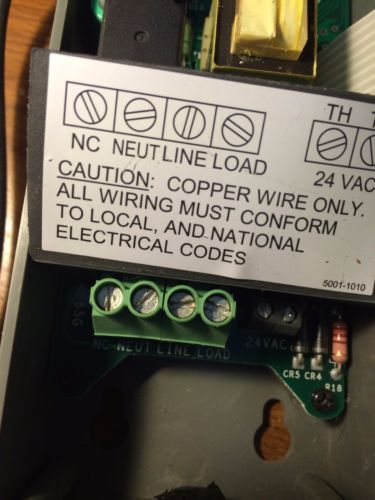 TH
NC NEUT LINE LOAD
24 VAC
CAUTION: COPPER WIRE ONLY.
ALL WIRING MUST CONFORM
TO LOCAL, AND NATIONAL
ELECTRICAL CODES
5001-1010
NC NEUT LINE LOAD
24VAC
CR5 CR4
R18